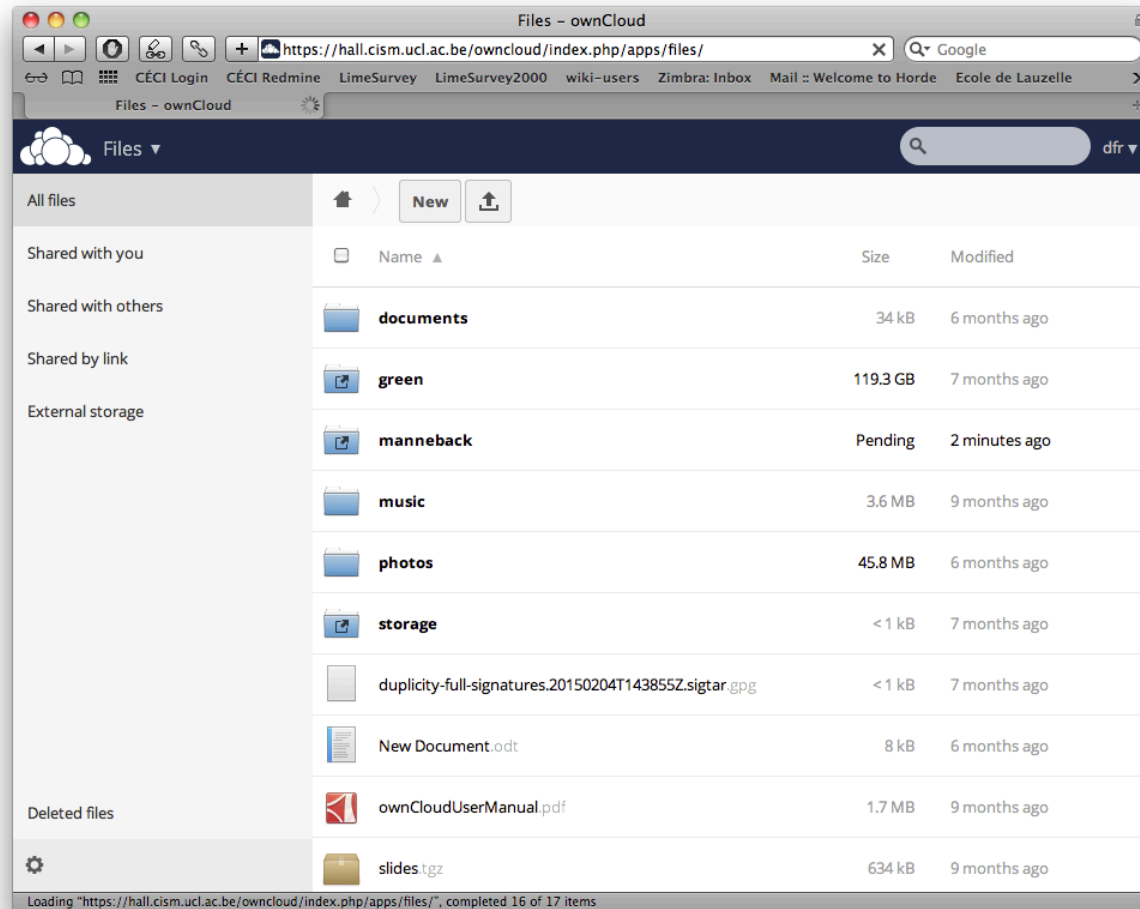 Files – ownCloud
https://hall.cism.ucl.ac.be/owncloud/index.php/apps/files/
Google
CÉCI Login CÉCI Redmine LimeSurvey LimeSurvey2000 wiki-users Zimbra: Inbox Mail :: Welcome to Horde Ecole de Lauzelle
Files – ownCloud
Files ▾ dfr ▾
All files
New
Shared with you
Name ▲ Size Modified
Shared with others
documents 34 kB 6 months ago
Shared by link
green 119.3 GB 7 months ago
External storage
manneback Pending 2 minutes ago
music 3.6 MB 9 months ago
photos 45.8 MB 6 months ago
storage < 1 kB 7 months ago
duplicity-full-signatures.20150204T143855Z.sigtar.gpg < 1 kB 7 months ago
New Document.odt 8 kB 6 months ago
ownCloudUserManual.pdf 1.7 MB 9 months ago
Deleted files
slides.tgz 634 kB 9 months ago
Loading "https://hall.cism.ucl.ac.be/owncloud/index.php/apps/files/", completed 16 of 17 items